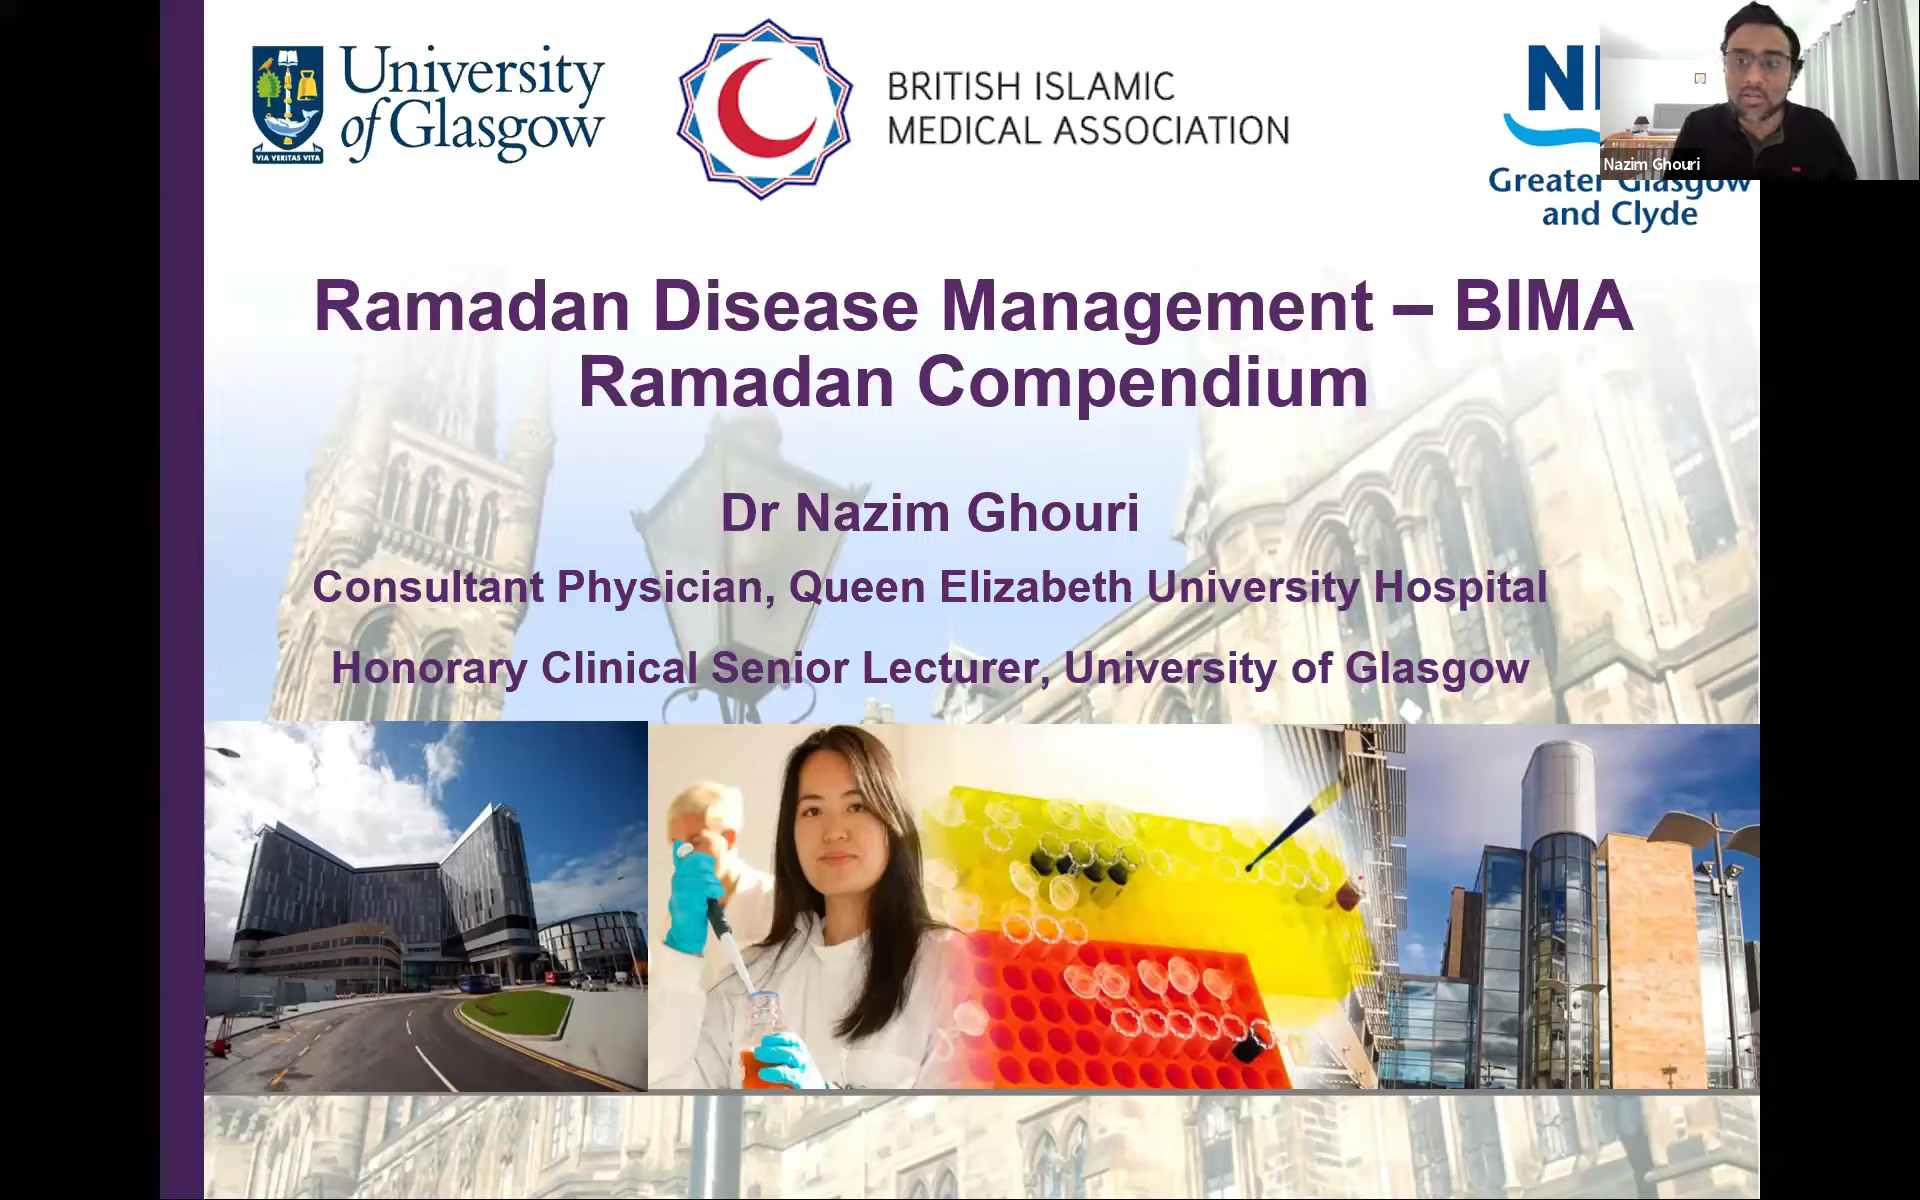 University
of Glasgow
VIA VERITAS VITA
BRITISH ISLAMIC
MEDICAL ASSOCIATION
Nazim Ghouri
Greater Glasgow
and Clyde
Ramadan Disease Management – BIMA
Ramadan Compendium
Dr Nazim Ghouri
Consultant Physician, Queen Elizabeth University Hospital
Honorary Clinical Senior Lecturer, University of Glasgow